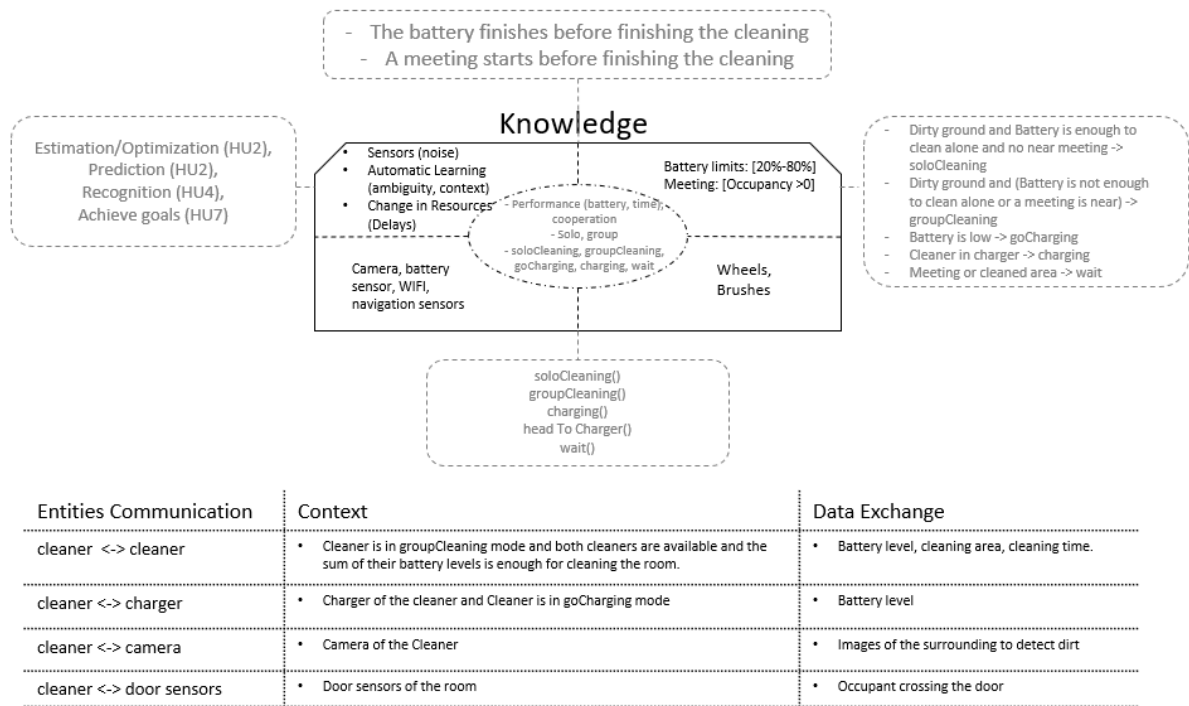 - The battery finishes before finishing the cleaning
- A meeting starts before finishing the cleaning
Knowledge
Estimation/Optimization (HU2),
Prediction (HU2),
Recognition (HU4),
Achieve goals (HU7)
• Sensors (noise)
• Automatic Learning
(ambiguity, context)
• Change in Resources
(Delays)
Battery limits: [20%-80%]
Meeting: [Occupancy >0]
- Performance (battery, time),
cooperation
- Solo, group
- soloCleaning, groupCleaning,
goCharging, charging, wait
Camera, battery
sensor, WIFI,
navigation sensors
Wheels,
Brushes
- Dirty ground and Battery is enough to
clean alone and no near meeting ->
soloCleaning
- Dirty ground and (Battery is not enough
to clean alone or a meeting is near) ->
groupCleaning
- Battery is low -> goCharging
- Cleaner in charger -> charging
- Meeting or cleaned area -> wait
soloCleaning()
groupCleaning()
charging()
head To Charger()
wait()
Entities Communication Context Data Exchange
cleaner <-> cleaner • Cleaner is in groupCleaning mode and both cleaners are available and the • Battery level, cleaning area, cleaning time.
sum of their battery levels is enough for cleaning the room.
cleaner <-> charger • Charger of the cleaner and Cleaner is in goCharging mode • Battery level
cleaner <-> camera • Camera of the Cleaner • Images of the surrounding to detect dirt
cleaner <-> door sensors • Door sensors of the room • Occupant crossing the door